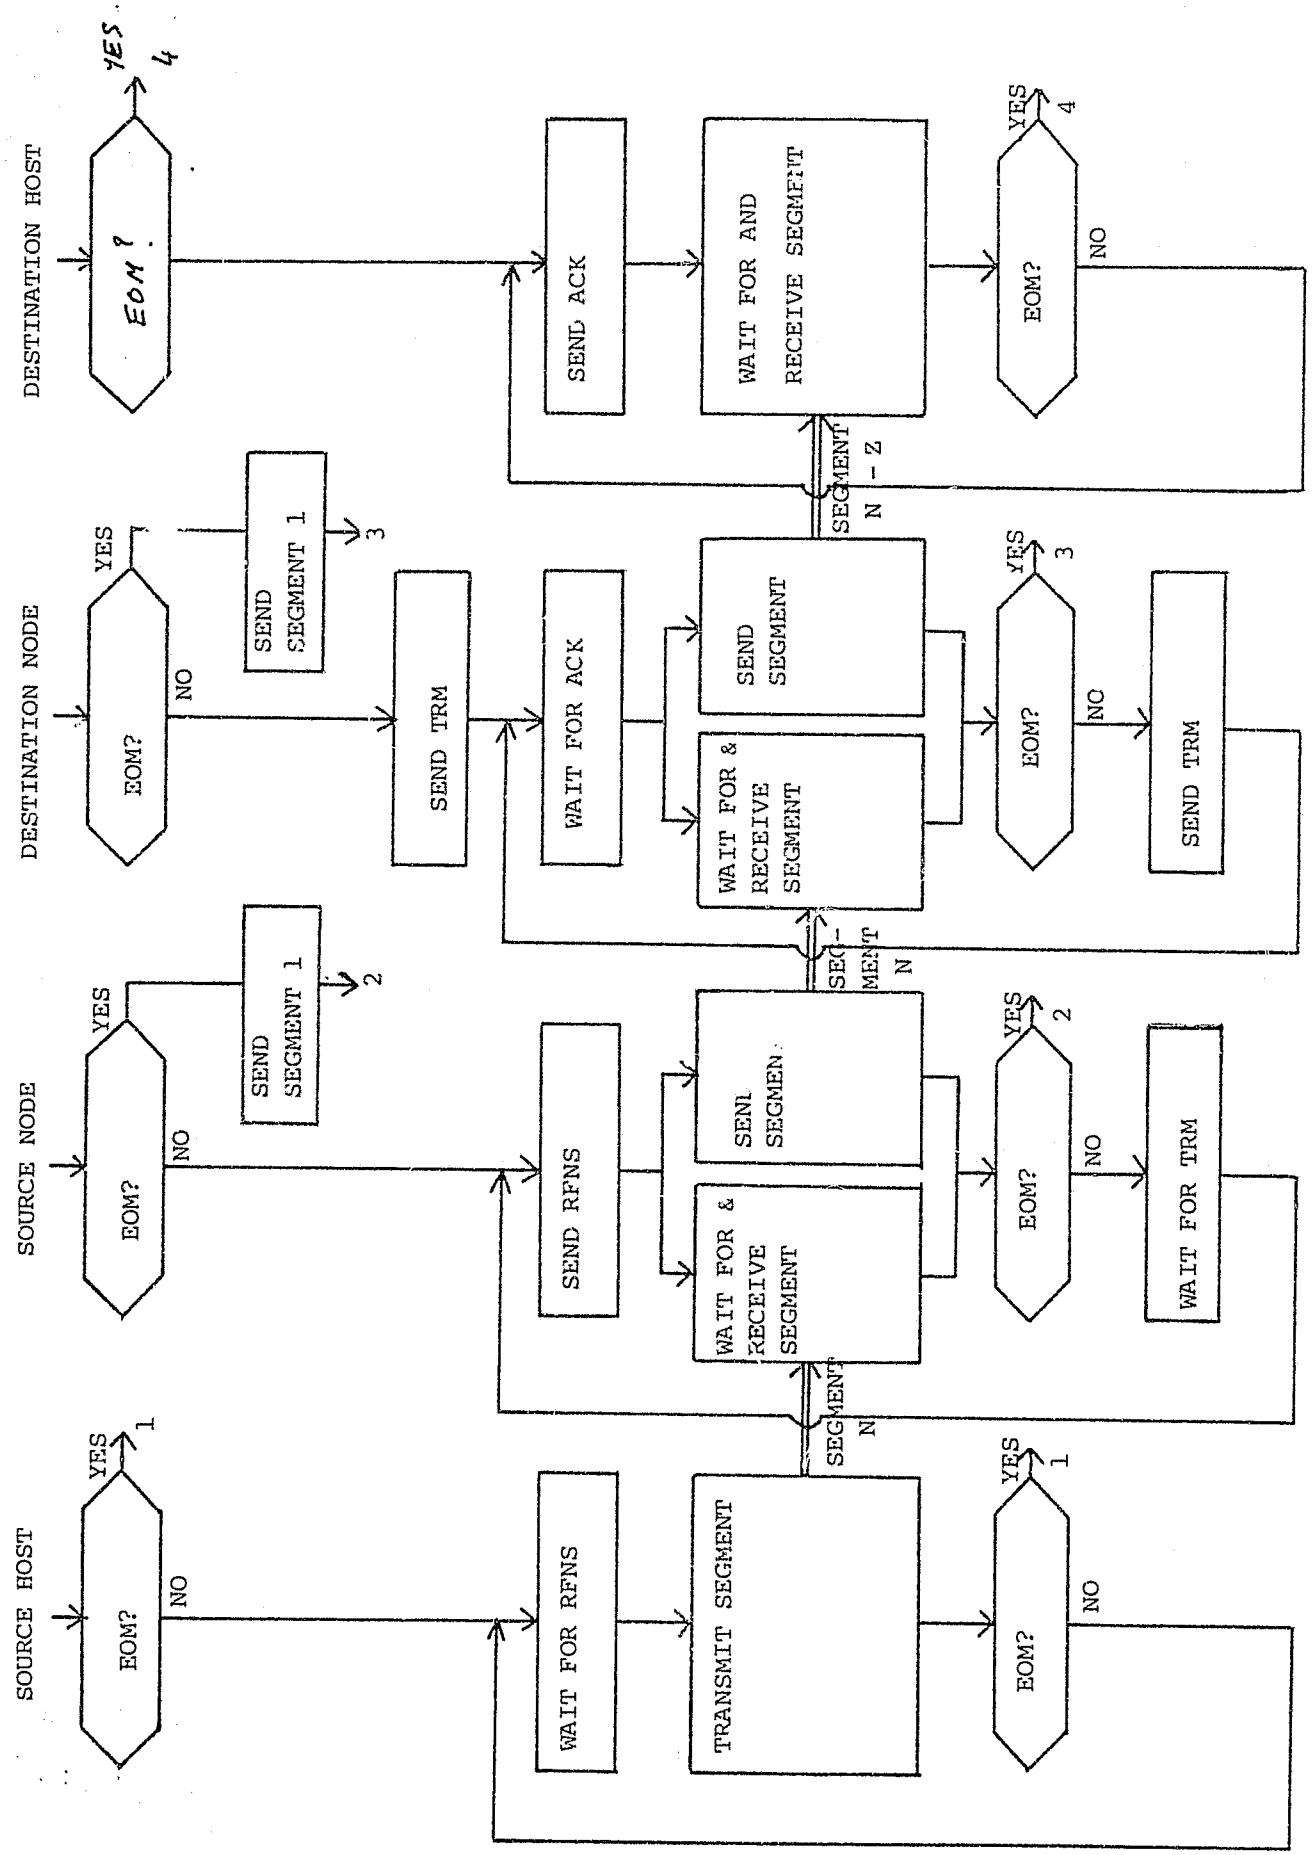 SOURCE HOST
EOM?
YES
1
NO
WAIT FOR RFNS
TRANSMIT SEGMENT
SEGMENT
N
EOM?
YES
1
NO
SOURCE NODE
EOM?
YES
NO
SEND
SEGMENT 1
2
SEND RFNS
WAIT FOR &
RECEIVE
SEGMENT
SEND
SEGMEN
SEG-
MENT
N
EOM?
YES
2
NO
WAIT FOR TRM
DESTINATION NODE
EOM?
YES
NO
SEND
SEGMENT 1
3
SEND TRM
WAIT FOR ACK
WAIT FOR &
RECEIVE
SEGMENT
SEND
SEGMENT
SEGMENT
N - Z
EOM?
YES
3
NO
SEND TRM
DESTINATION HOST
EOM?
YES
4
SEND ACK
WAIT FOR AND
RECEIVE SEGMENT
EOM?
YES
4
NO